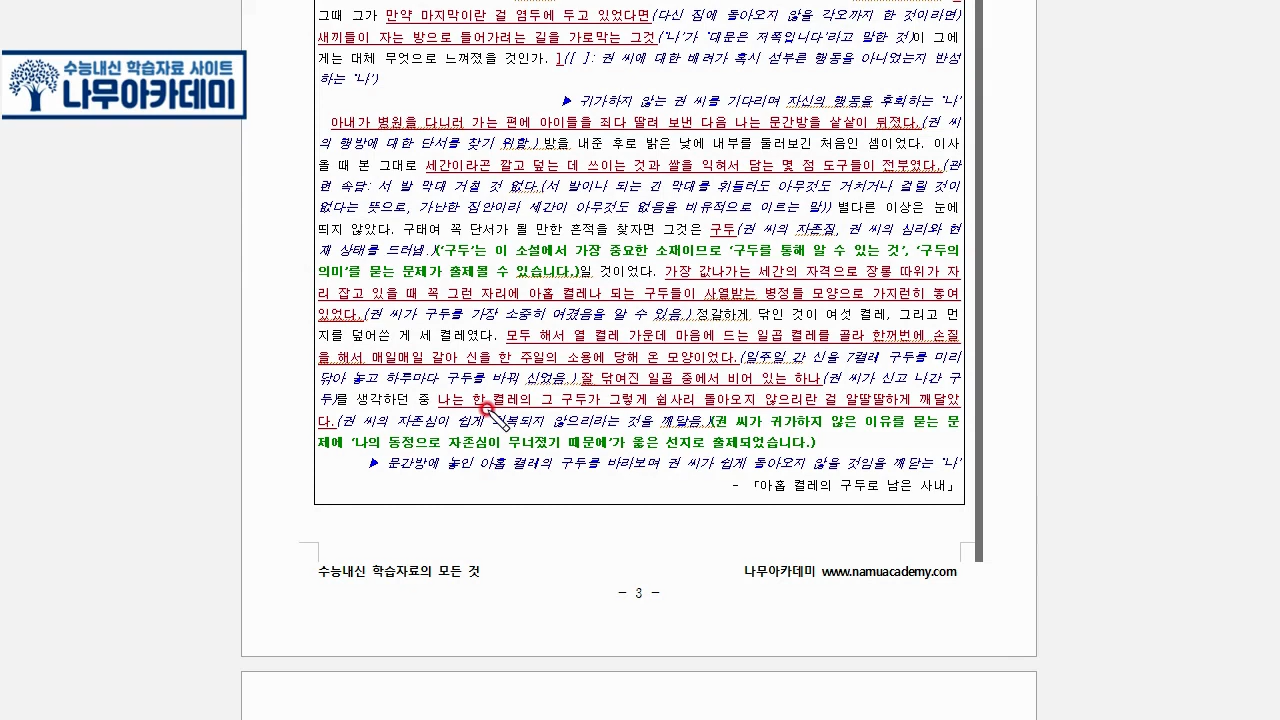 그때 그가 만약 마지막이란 걸 염두에 두고 있었다면(다신 집에 돌아오지 않을 각오까지 한 것이라면)
새끼들이 자는 방으로 들어가려는 길을 가로막는 그것('나'가 '대문은 저쪽입니다'라고 말한 것)이 그에
게는 대체 무엇으로 느껴졌을 것인가. ]([ ]: 권 씨에 대한 배려가 혹시 섣부른 행동을 아니었는지 반성
하는 '나')
▶ 귀가하지 않는 권 씨를 기다리며 자신의 행동을 후회하는 '나'
아내가 병원을 다니러 가는 편에 아이들을 죄다 딸려 보낸 다음 나는 문간방을 샅샅이 뒤졌다.(권 씨
의 행방에 대한 단서를 찾기 위함.) 방을 내준 후로 밝은 낮에 내부를 둘러보긴 처음인 셈이었다. 이사
올 때 본 그대로 세간이라곤 깔고 덮는 데 쓰이는 것과 쌀을 익혀서 담는 몇 점 도구들이 전부였다.(관
련 속담: 서 발 막대 거칠 것 없다.(서 발이나 되는 긴 막대를 휘둘러도 아무것도 거치거나 걸릴 것이
없다는 뜻으로, 가난한 집안이라 세간이 아무것도 없음을 비유적으로 이르는 말)) 별다른 이상은 눈에
띄지 않았다. 구태여 꼭 단서가 될 만한 흔적을 찾자면 그것은 구두(권 씨의 자존심, 권 씨의 심리와 현
재 상태를 드러냄.)('구두'는 이 소설에서 가장 중요한 소재이므로 '구두를 통해 알 수 있는 것', '구두의
의미'를 묻는 문제가 출제될 수 있습니다.)일 것이었다. 가장 값나가는 세간의 자격으로 장롱 따위가 자
리 잡고 있을 때 꼭 그런 자리에 아홉 켤레나 되는 구두들이 사열받는 병정들 모양으로 가지런히 놓여
있었다.(권 씨가 구두를 가장 소중히 여겼음을 알 수 있음.) 정갈하게 닦인 것이 여섯 켤레, 그리고 먼
지를 덮어쓴 게 세 켤레였다. 모두 해서 열 켤레 가운데 마음에 드는 일곱 켤레를 골라 한꺼번에 손질
을 해서 매일매일 갈아 신을 한 주일의 소용에 당해 온 모양이었다.(일주일 간 신을 7켤레 구두를 미리
닦아 놓고 하루마다 구두를 바꿔 신었음.) 잘 닦여진 일곱 중에서 비어 있는 하나(권 씨가 신고 나간 구
두)를 생각하던 중 나는 한 켤레의 그 구두가 그렇게 쉽사리 돌아오지 않으리란 걸 알딸딸하게 깨달았
다.(권 씨의 자존심이 쉽게 회복되지 않으리라는 것을 깨달음.)(권 씨가 귀가하지 않은 이유를 묻는 문
제에 '나의 동정으로 자존심이 무너졌기 때문에'가 옳은 선지로 출제되었습니다.)
▶ 문간방에 놓인 아홉 켤레의 구두를 바라보며 권 씨가 쉽게 돌아오지 않을 것임을 깨닫는 '나'
- 「아홉 켤레의 구두로 남은 사내」
수능내신 학습자료의 모든 것
나무아카데미 www.namuacademy.com
- 3 -
수능내신 학습자료 사이트
나무아카데미